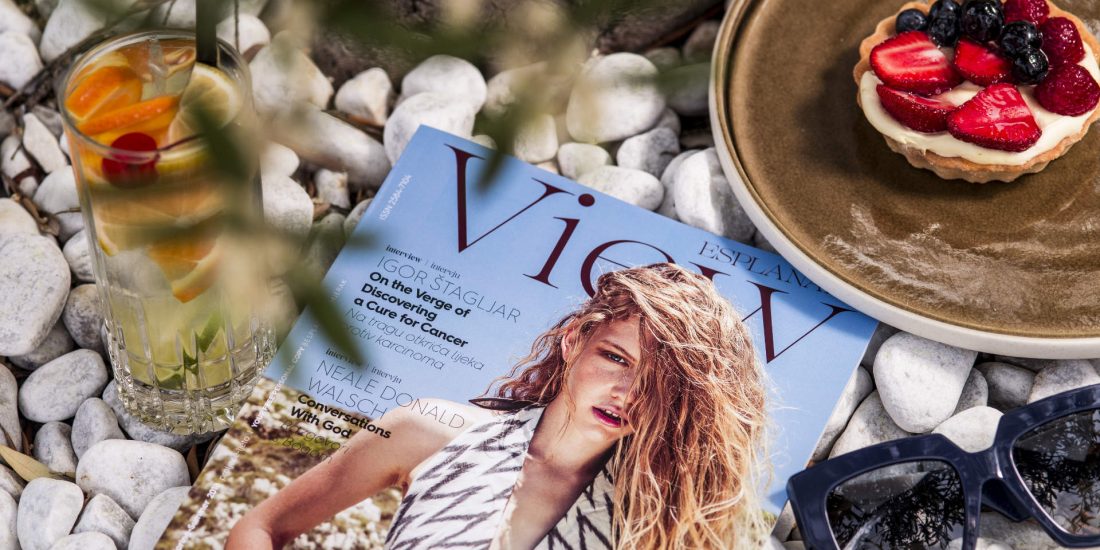 ISSN 2584-7104
View
ESPLANA
interview | intervju
IGOR ŠTAGLJAR
On the Verge of
Discovering
a Cure for Cancer
Na tragu otkrića lijeka
protiv karcinoma
interview | intervju
NEALE DONALD
WALSCH
Conversations
With God